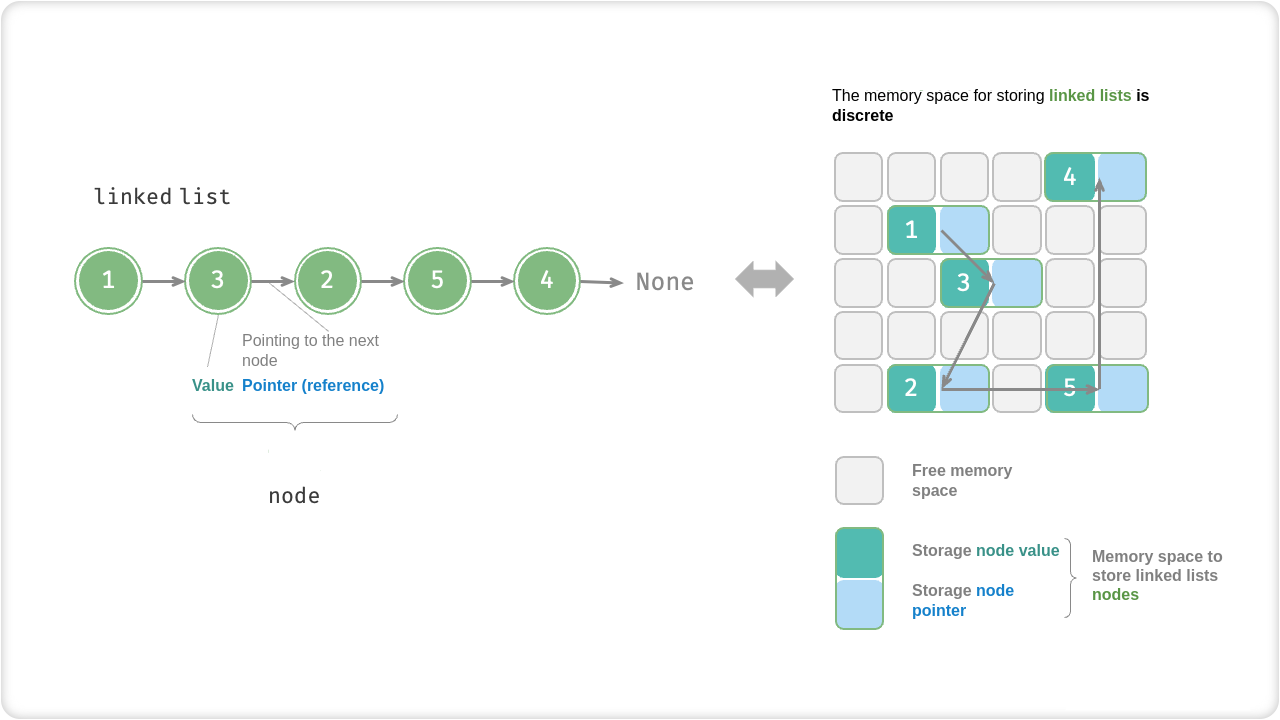 The memory space for storing linked lists is
discrete
linked list
1 3 2 5 4 None
Pointing to the next
node
Value Pointer (reference)
node
4
1
3
2 5
Free memory
space
Storage node value
Storage node
pointer
Memory space to
store linked lists
nodes